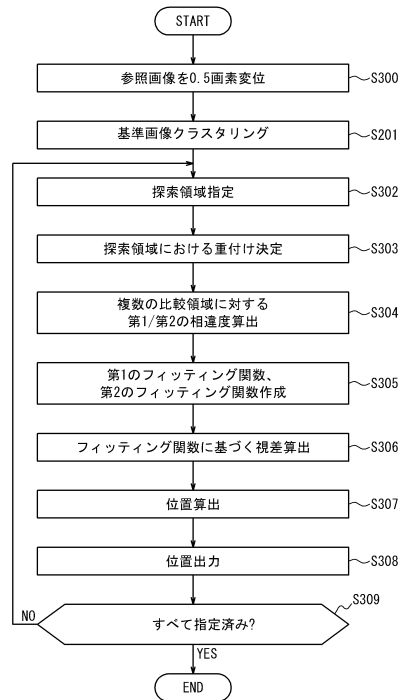 START
参照画像を0.5画素変位
S300
基準画像クラスタリング
S201
探索領域指定
S302
探索領域における重付け決定
S303
複数の比較領域に対する
第1/第2の相違度算出
S304
第1のフィッティング関数、
第2のフィッティング関数作成
S305
フィッティング関数に基づく視差算出
S306
位置算出
S307
位置出力
S308
S309
すべて指定済み?
NO
YES
END